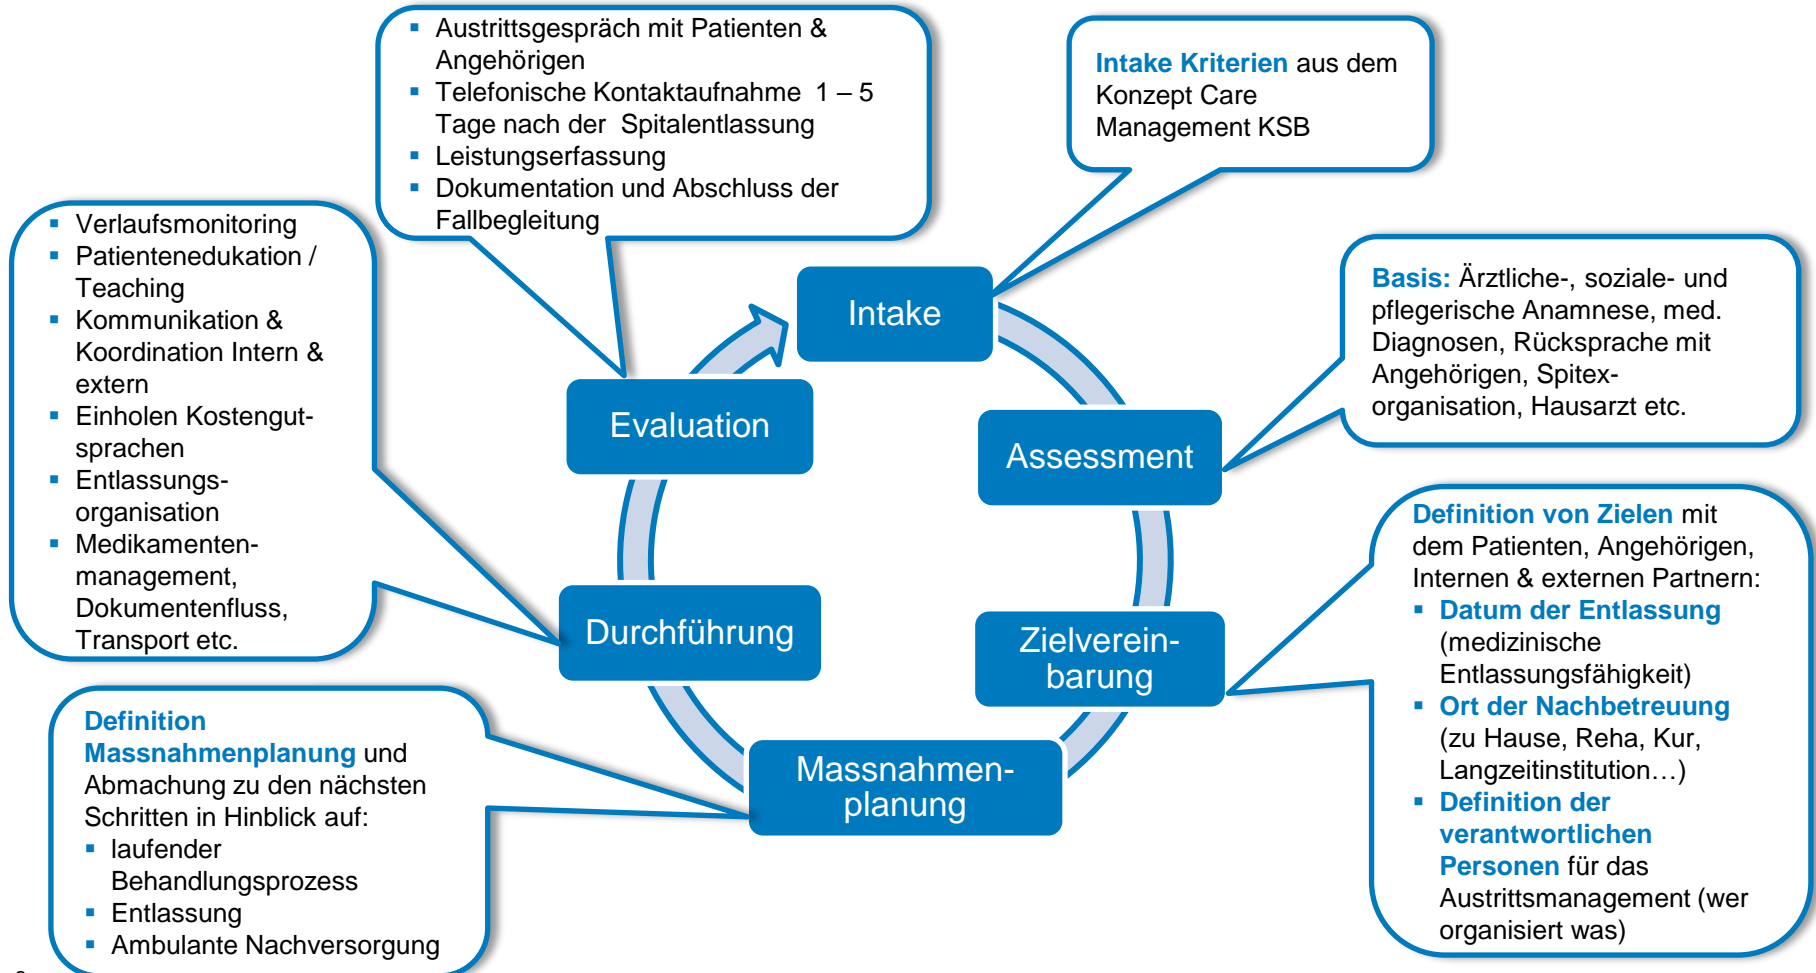 Austrittsgespräch mit Patienten &
Angehörigen
Telefonische Kontaktaufnahme 1 – 5
Tage nach der Spitalentlassung
Leistungserfassung
Dokumentation und Abschluss der
Fallbegleitung
Intake Kriterien aus dem
Konzept Care
Management KSB
Verlaufsmonitoring
Patientenedukation /
Teaching
Kommunikation &
Koordination Intern &
extern
Einholen Kostengut-
sprachen
Entlassungs-
organisation
Medikamenten-
management,
Dokumentenfluss,
Transport etc.
Basis: Ärztliche-, soziale- und
pflegerische Anamnese, med.
Diagnosen, Rücksprache mit
Angehörigen, Spitex-
organisation, Hausarzt etc.
Intake
Assessment
Zielverein-
barung
Massnahmen-
planung
Durchführung
Evaluation
Definition von Zielen mit
dem Patienten, Angehörigen,
Internen & externen Partnern:
Datum der Entlassung
(medizinische
Entlassungsfähigkeit)
Ort der Nachbetreuung
(zu Hause, Reha, Kur,
Langzeitinstitution…)
Definition der
verantwortlichen
Personen für das
Austrittsmanagement (wer
organisiert was)
Definition
Massnahmenplanung und
Abmachung zu den nächsten
Schritten in Hinblick auf:
laufender
Behandlungsprozess
Entlassung
Ambulante Nachversorgung